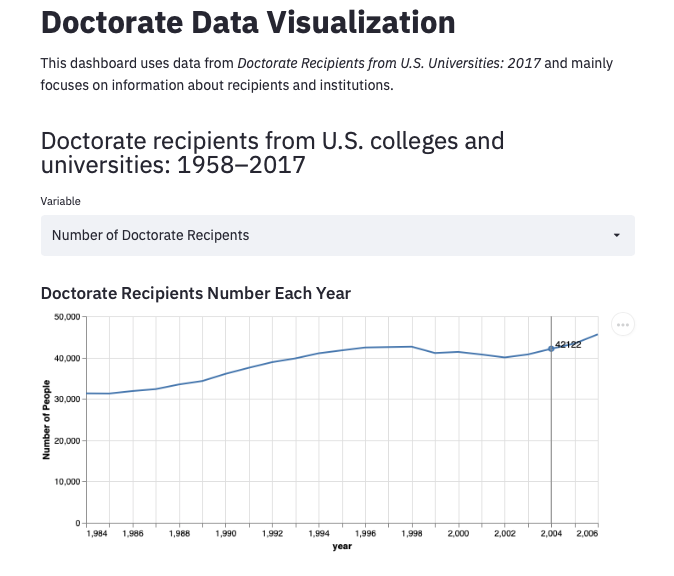 Doctorate Data Visualization
This dashboard uses data from Doctorate Recipients from U.S. Universities: 2017 and mainly
focuses on information about recipients and institutions.
Doctorate recipients from U.S. colleges and
universities: 1958–2017
Variable
Number of Doctorate Recipents
Doctorate Recipients Number Each Year
50,000
42122
40,000
30,000
20,000
10,000
0
Number of People
1,984 1,986 1,988 1,990 1,992 1,994 1,996 1,998 2,000 2,002 2,004 2,006
year